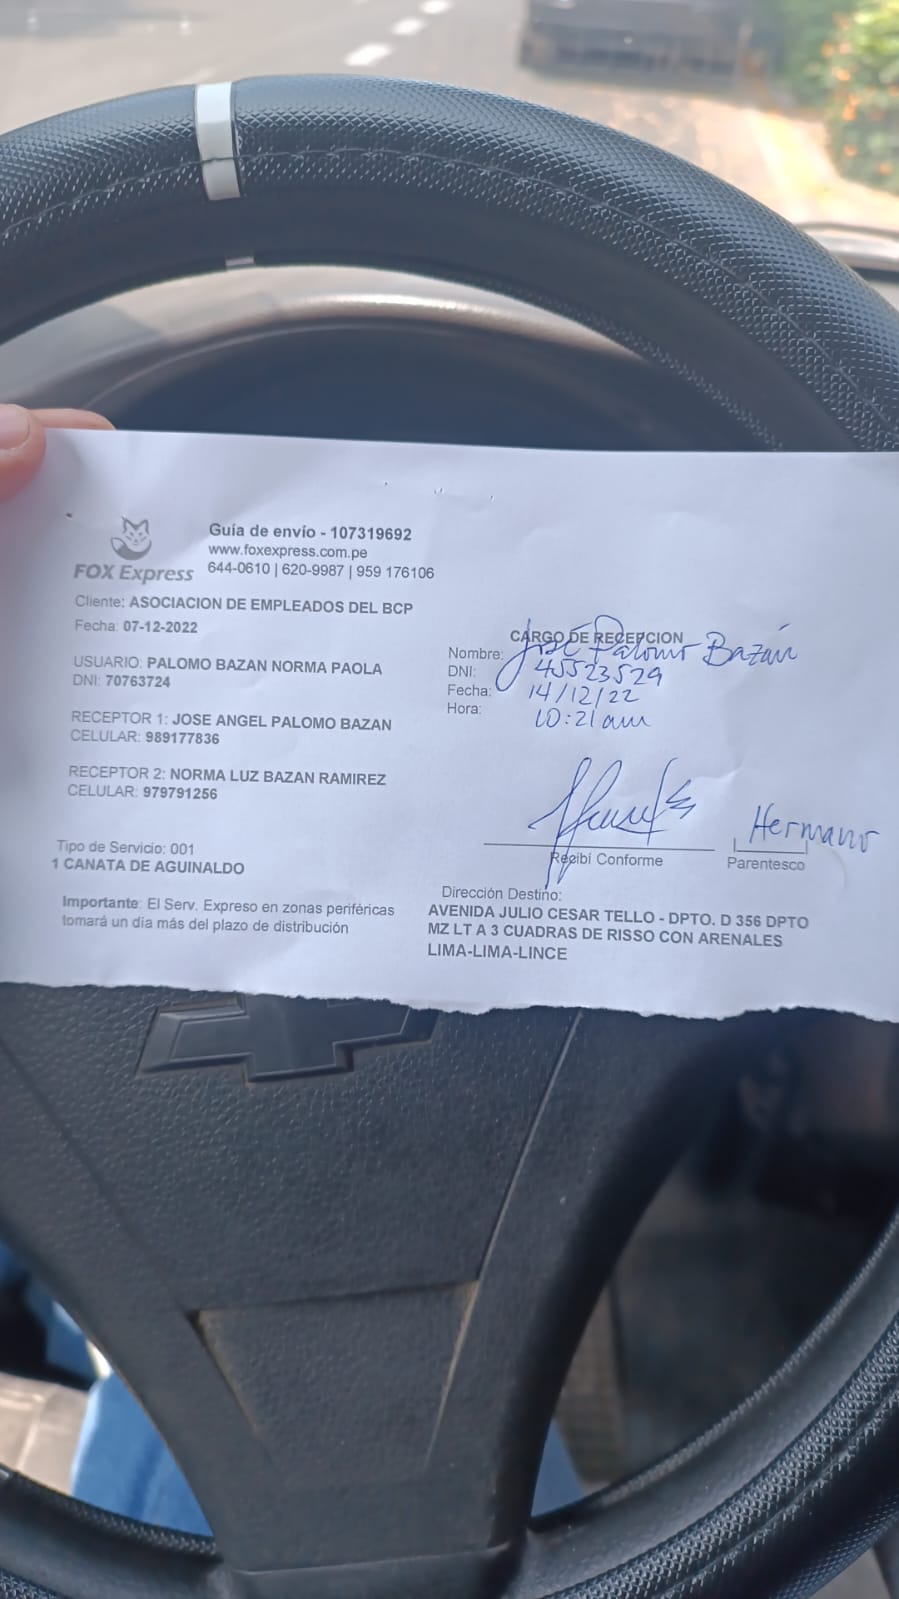 FOX Express
Guía de envío - 107319692
www.foxexpress.com.pe
644-0610 | 620-9987 | 959 176106
Cliente: ASOCIACION DE EMPLEADOS DEL BCP
Fecha: 07-12-2022
USUARIO: PALOMO BAZAN NORMA PAOLA
DNI: 70763724
RECEPTOR 1: JOSE ANGEL PALOMO BAZAN
CELULAR: 989177836
RECEPTOR 2: NORMA LUZ BAZAN RAMIREZ
CELULAR: 979791256
Tipo de Servicio: 001
1 CANATA DE AGUINALDO
Importante: El Serv. Expreso en zonas periféricas
tomará un día más del plazo de distribución
CARGO DE RECEPCION
Nombre: José Palomo Bazán
DNI: 45523529
Fecha: 14/12/22
Hora: 10:21 am
Recibí Conforme
Hermano
Parentesco
Dirección Destino:
AVENIDA JULIO CESAR TELLO - DPTO. D 356 DPTO
MZ LT A 3 CUADRAS DE RISSO CON ARENALES
LIMA-LIMA-LINCE